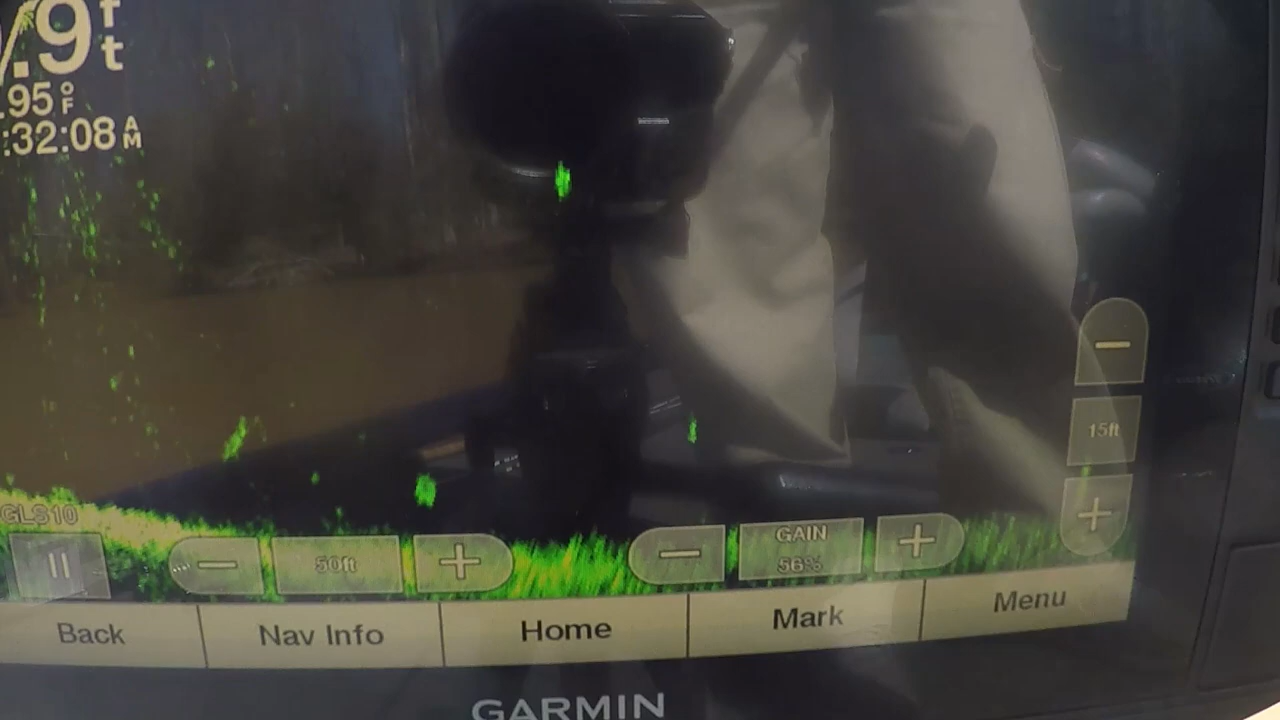 .9 ft
.95 °F
:32:08 AM
15ft
GLS10
50ft
GAIN
56%
Back
Nav Info
Home
Mark
Menu
GARMIN